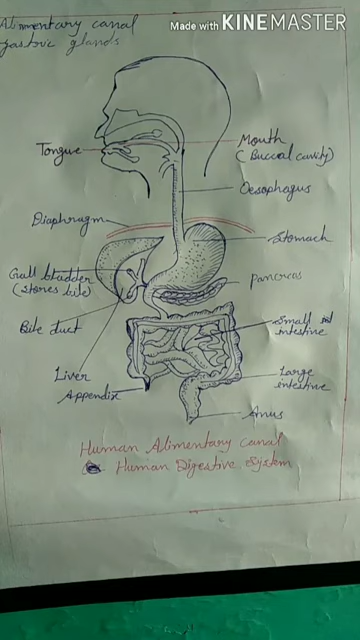 Alimentary canal
gastric glands
Made with KINEMASTER
Tongue
Mouth
(Buccal cavity)
Oesophagus
Diaphragm
Stomach
Gall bladder
(stores bile)
Pancreas
Bile duct
Small
intestine
Liver
Large
intestine
Appendix
Anus
Human Alimentary canal
Human Digestive System